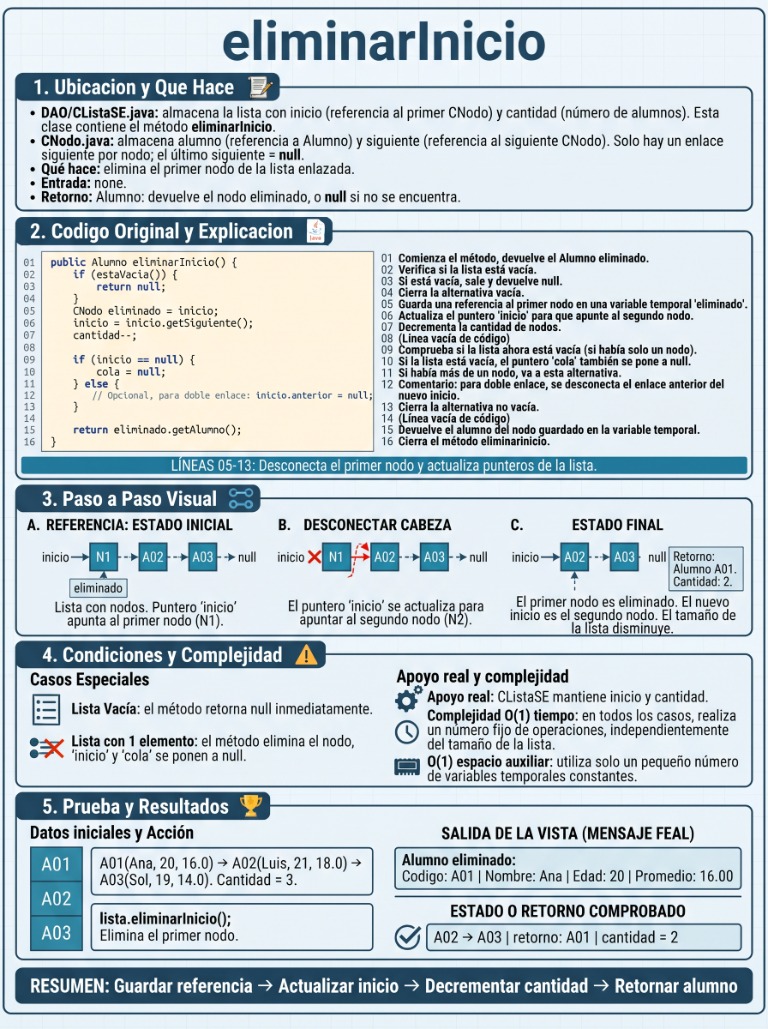 eliminarInicio
1. Ubicacion y Que Hace
• DAO/CListaSE.java: almacena la lista con inicio (referencia al primer CNodo) y cantidad (número de alumnos). Esta
clase contiene el método eliminarInicio.
• CNodo.java: almacena alumno (referencia a Alumno) y siguiente (referencia al siguiente CNodo). Solo hay un enlace
siguiente por nodo; el último siguiente = null.
• Qué hace: elimina el primer nodo de la lista enlazada.
• Entrada: none.
• Retorno: Alumno: devuelve el nodo eliminado, o null si no se encuentra.
2. Codigo Original y Explicacion
Java
01 public Alumno eliminarInicio() {
02 if (estaVacia()) {
03 return null;
04 }
05 CNodo eliminado = inicio;
06 inicio = inicio.getSiguiente();
07 cantidad--;
08
09 if (inicio == null) {
10 cola = null;
11 } else {
12 // Opcional, para doble enlace: inicio.anterior = null;
13 }
14
15 return eliminado.getAlumno();
16 }
01 Comienza el método, devuelve el Alumno eliminado.
02 Verifica si la lista está vacía.
03 Si está vacía, sale y devuelve null.
04 Cierra la alternativa vacía.
05 Guarda una referencia al primer nodo en una variable temporal 'eliminado'.
06 Actualiza el puntero 'inicio' para que apunte al segundo nodo.
07 Decrementa la cantidad de nodos.
08 (Linea vacía de código)
09 Comprueba si la lista ahora está vacía (si había solo un nodo).
10 Si la lista está vacía, el puntero 'cola' también se pone a null.
11 Si había más de un nodo, va a esta alternativa.
12 Comentario: para doble enlace, se desconecta el enlace anterior del
nuevo inicio.
13 Cierra la alternativa no vacía.
14 (Línea vacía de código)
15 Devuelve el alumno del nodo guardado en la variable temporal.
16 Cierra el método eliminarinicio.
LÍNEAS 05-13: Desconecta el primer nodo y actualiza punteros de la lista.
3. Paso a Paso Visual
A. REFERENCIA: ESTADO INICIAL
inicio N1 A02 A03 null
eliminado
Lista con nodos. Puntero 'inicio'
apunta al primer nodo (N1).
B. DESCONECTAR CABEZA
inicio N1 A02 A03 null
El puntero 'inicio' se actualiza para
apuntar al segundo nodo (N2).
C. ESTADO FINAL
inicio A02 A03 null
Retorno:
Alumno A01.
Cantidad: 2.
El primer nodo es eliminado. El nuevo
inicio es el segundo nodo. El tamaño de
la lista disminuye.
4. Condiciones y Complejidad
Casos Especiales
Lista Vacía: el método retorna null inmediatamente.
Lista con 1 elemento: el método elimina el nodo,
'inicio' y 'cola' se ponen a null.
Apoyo real y complejidad
Apoyo real: CListaSE mantiene inicio y cantidad.
Complejidad O(1) tiempo: en todos los casos, realiza
un número fijo de operaciones, independientemente
del tamaño de la lista.
O(1) espacio auxiliar: utiliza solo un pequeño número
de variables temporales constantes.
5. Prueba y Resultados
Datos iniciales y Acción
A01
A02
A03
A01(Ana, 20, 16.0) → A02(Luis, 21, 18.0) →
A03(Sol, 19, 14.0). Cantidad = 3.
lista.eliminarInicio();
Elimina el primer nodo.
SALIDA DE LA VISTA (MENSAJE FEAL)
Alumno eliminado:
Codigo: A01 | Nombre: Ana | Edad: 20 | Promedio: 16.00
ESTADO O RETORNO COMPROBADO
A02 → A03 | retorno: A01 | cantidad = 2
RESUMEN: Guardar referencia → Actualizar inicio → Decrementar cantidad → Retornar alumno